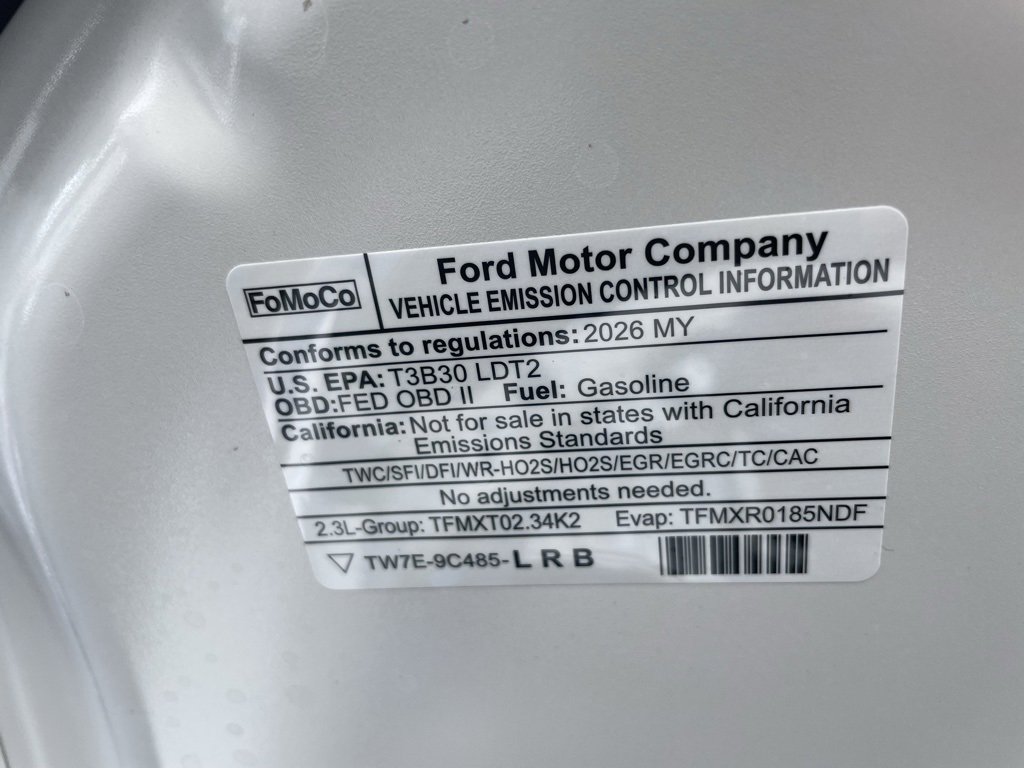 FoMoCo
Ford Motor Company
VEHICLE EMISSION CONTROL INFORMATION
Conforms to regulations: 2026 MY
U.S. EPA: T3B30 LDT2
OBD:FED OBD II Fuel: Gasoline
California: Not for sale in states with California
Emissions Standards
TWC/SFI/DFI/WR-HO2S/HO2S/EGR/EGRC/TC/CAC
No adjustments needed.
2.3L-Group: TFMXT02.34K2 Evap: TFMXR0185NDF
TW7E-9C485-L R B